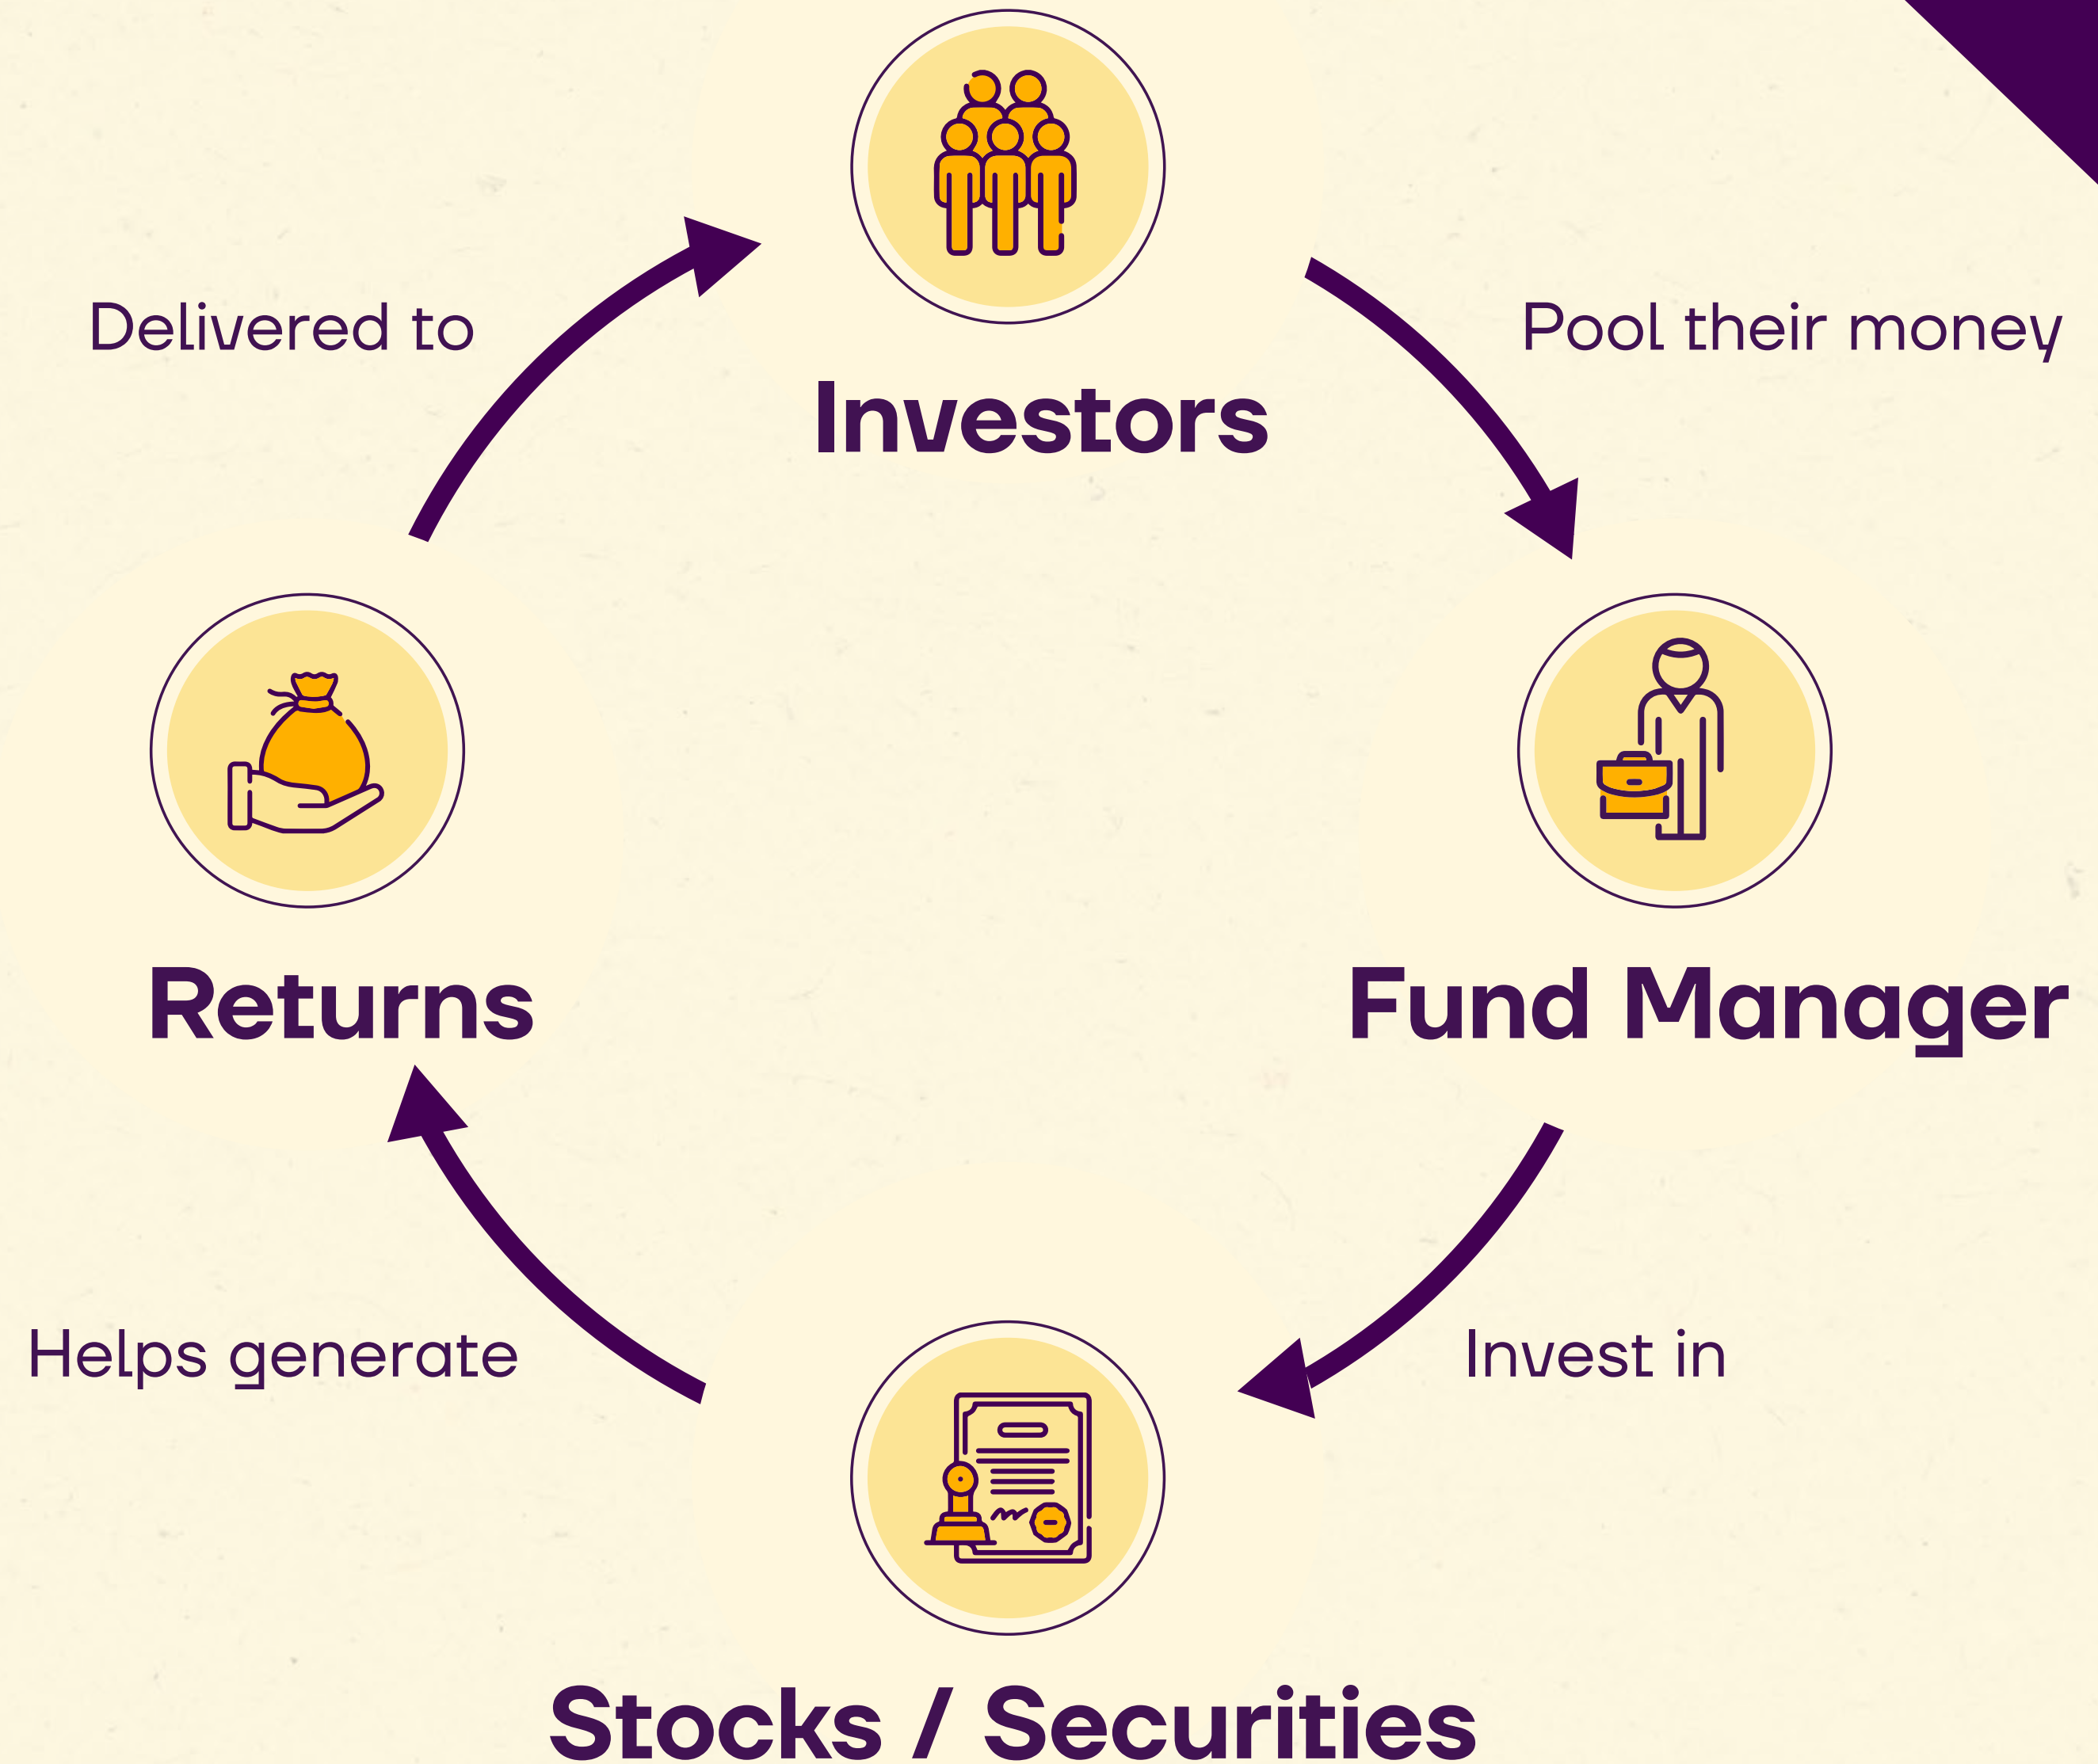 Delivered to
Pool their money
Investors
Returns
Fund Manager
Helps generate
Invest in
Stocks / Securities